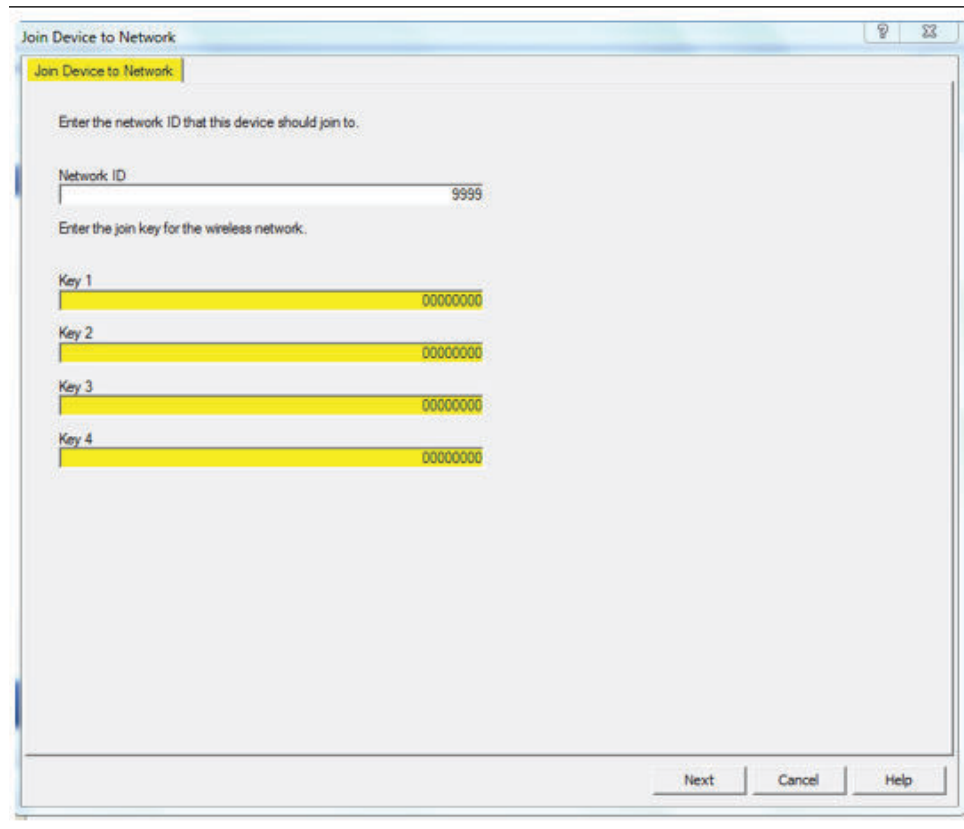 Join Device to Network
Join Device to Network
Enter the network ID that this device should join to.
Network ID
9999
Enter the join key for the wireless network.
Key 1
00000000
Key 2
00000000
Key 3
00000000
Key 4
00000000
Next Cancel Help